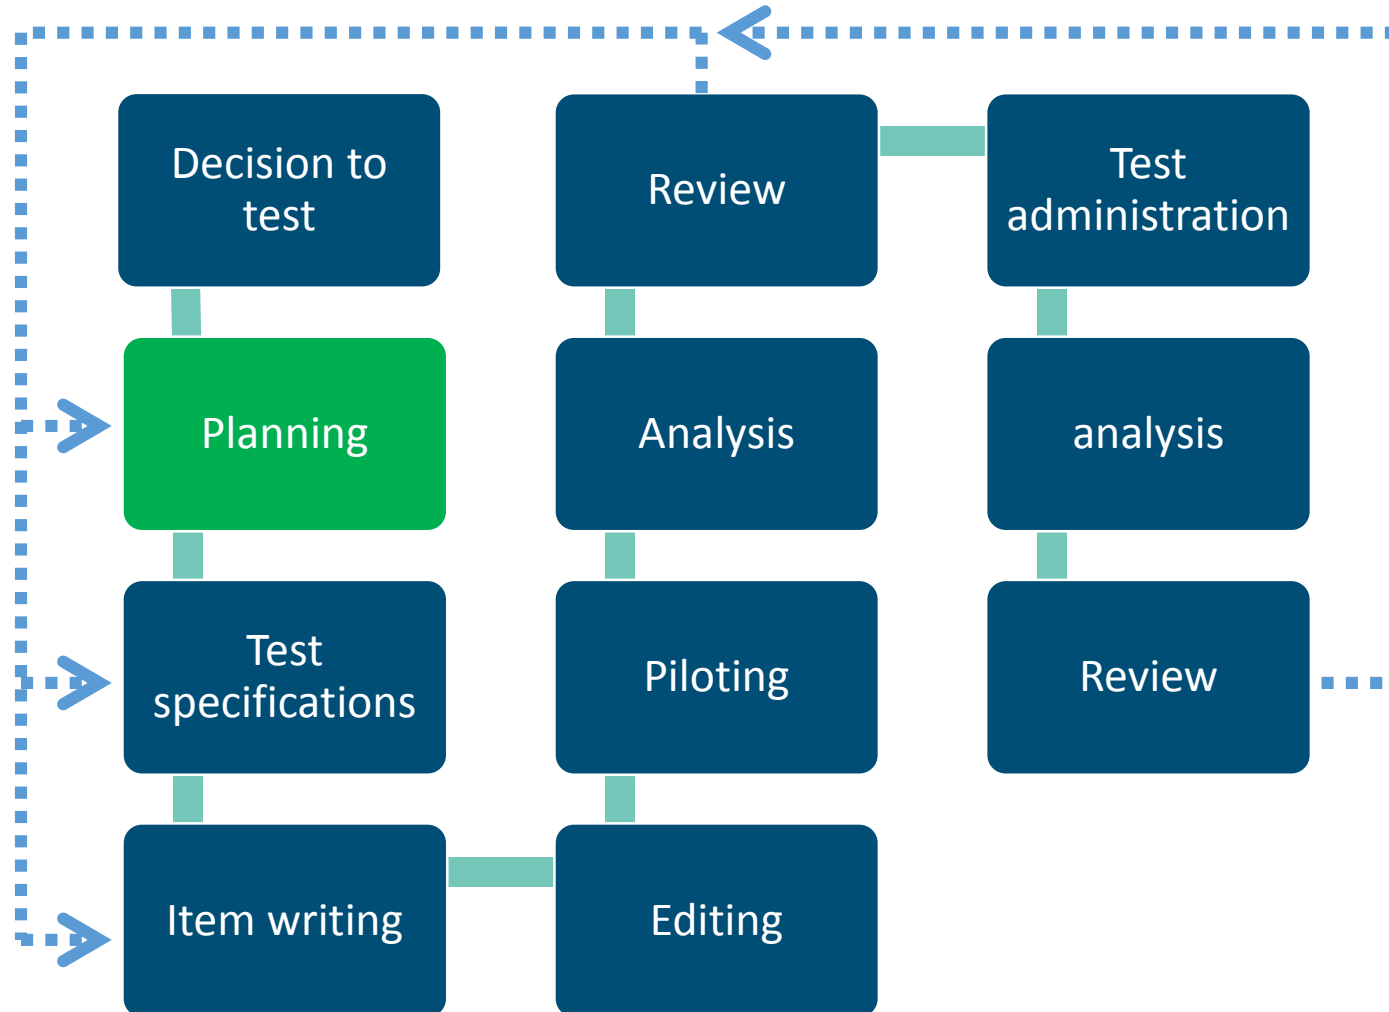 Decision to
test
Planning
Test
specifications
Item writing
Editing
Piloting
Analysis
Review
Test
administration
analysis
Review